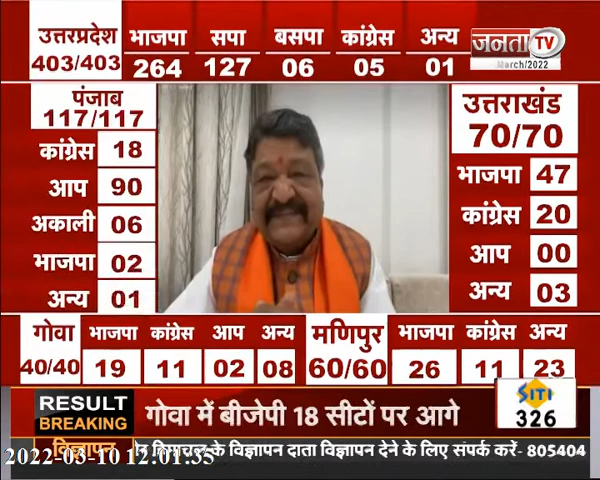 उत्तरप्रदेश भाजपा सपा बसपा कांग्रेस अन्य जनता TV
403/403 264 127 06 05 01 March/2022
पंजाब
117/117
कांग्रेस 18
आप 90
अकाली 06
भाजपा 02
अन्य 01
उत्तराखंड
70/70
भाजपा 47
कांग्रेस 20
आप 00
अन्य 03
गोवा भाजपा कांग्रेस आप अन्य मणिपुर भाजपा कांग्रेस अन्य
40/40 19 11 02 08 60/60 26 11 23
RESULT
BREAKING
गोवा में बीजेपी 18 सीटों पर आगे
SITI
326
विज्ञापन हिमाचल के विज्ञापन दाता विज्ञापन देने के लिए संपर्क करें- 805404
2022-03-10 12:01:35